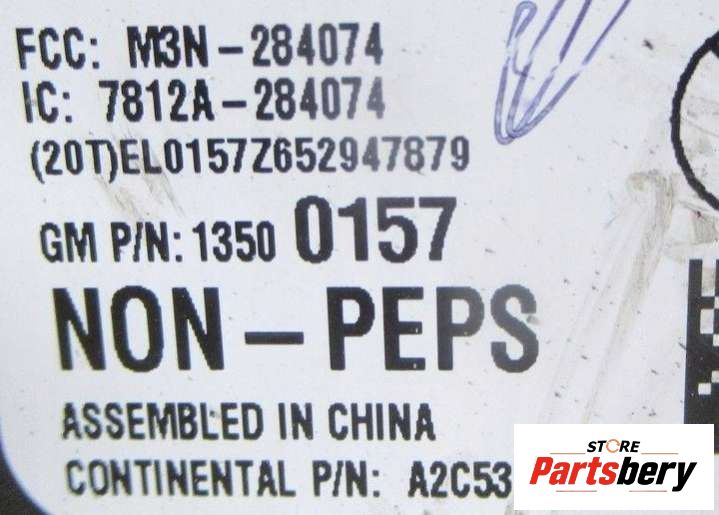 FCC: M3N-284074
IC: 7812A-284074
(20T)EL0157Z652947879
GM P/N: 1350 0157
NON-PEPS
ASSEMBLED IN CHINA
CONTINENTAL P/N: A2C53
STORE
Partsbery